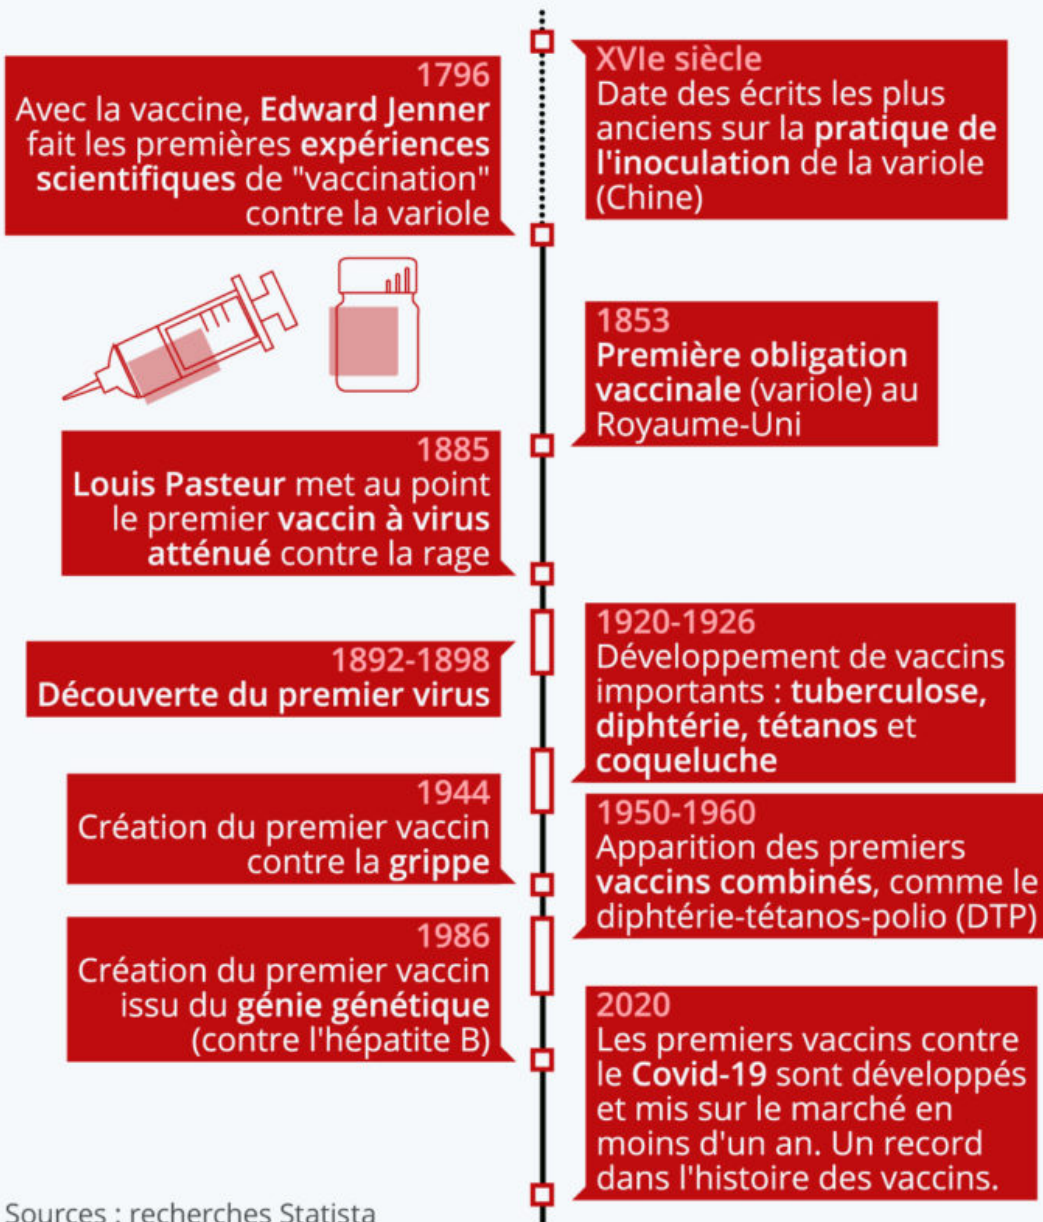 XVIe siècle
Date des écrits les plus
anciens sur la pratique de
l'inoculation de la variole
(Chine)
1796
Avec la vaccine, Edward Jenner
fait les premières expériences
scientifiques de "vaccination"
contre la variole
1853
Première obligation
vaccinale (variole) au
Royaume-Uni
1885
Louis Pasteur met au point
le premier vaccin à virus
atténué contre la rage
1892-1898
Découverte du premier virus
1920-1926
Développement de vaccins
importants : tuberculose,
diphtérie, tétanos et
coqueluche
1944
Création du premier vaccin
contre la grippe
1950-1960
Apparition des premiers
vaccins combinés, comme le
diphtérie-tétanos-polio (DTP)
1986
Création du premier vaccin
issu du génie génétique
(contre l'hépatite B)
2020
Les premiers vaccins contre
le Covid-19 sont développés
et mis sur le marché en
moins d'un an. Un record
dans l'histoire des vaccins.
Sources : recherches Statista